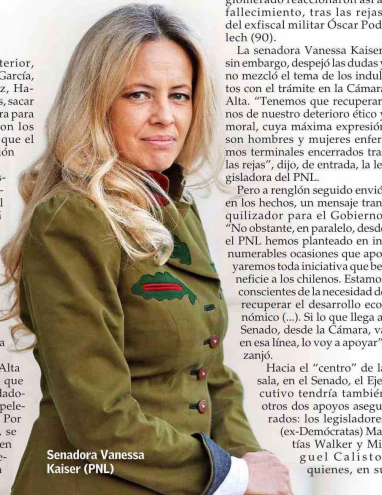 glomerado reaccionaron así al
fallecimiento, tras las rejas,
del exfiscal militar Óscar Pod-
lech (90).
La senadora Vanessa Kaiser,
sin embargo, despejó las dudas y
no mezcló el tema de los indul-
tos con el trámite en la Cámara
Alta. “Tenemos que recuperar-
nos de nuestro deterioro ético y
moral, cuya máxima expresión
son hombres y mujeres enfer-
mos terminales encerrados tras
las rejas”, dijo, de entrada, la le-
gisladora del PNL.
Pero a renglón seguido envió,
en los hechos, un mensaje tran-
quilizador para el Gobierno:
“No obstante, en paralelo, desde
el PNL hemos planteado en in-
numerables ocasiones que apo-
yaremos toda iniciativa que be-
neficie a los chilenos. Estamos
conscientes de la necesidad de
recuperar el desarrollo eco-
nómico (...). Si lo que llega al
Senado, desde la Cámara, va
en esa línea, lo voy a apoyar”,
zanjó.
Hacia el “centro” de la
sala, en el Senado, el Eje-
cutivo tendría también
otros dos apoyos asegu-
rados: los legisladores
(ex-Demócratas) Ma-
tías Walker y Mi-
guel Calisto,
quienes, en su
terior,
García,
z, Ha-
s, sacar
ra para
on los
que el
ión
Alta
que
lado-
pele-
Por
, se
en
Senadora Vanessa
Kaiser (PNL)